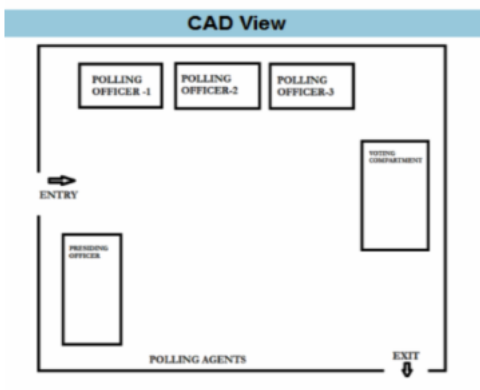 CAD View
POLLING
OFFICER -1
POLLING
OFFICER-2
POLLING
OFFICER-3
VOTING
COMPARTMENT
ENTRY
PRESIDING
OFFICER
POLLING AGENTS
EXIT